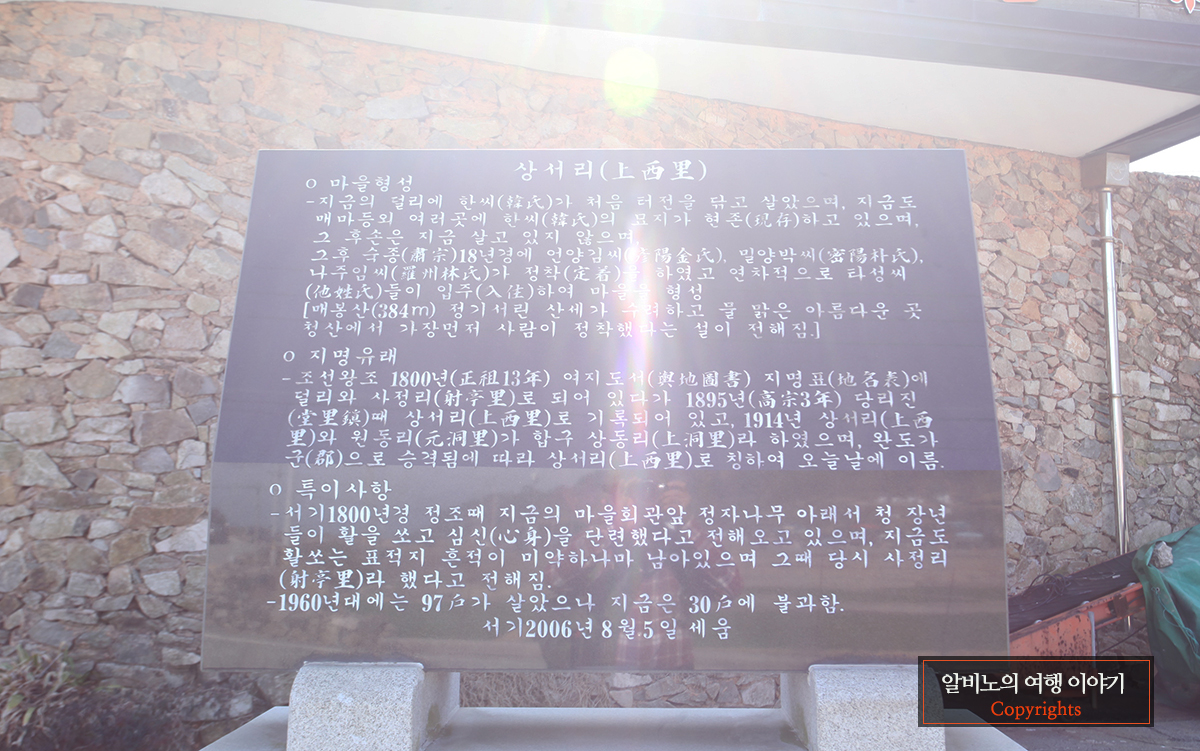 상서리(上西里)
ㅇ 마을형성
-지금의 덜리에 한씨(韓氏)가 처음 터전을 닦고 살았으며, 지금도
매마등외 여러곳에 한씨(韓氏)의 묘지가 현존(現存)하고 있으며,
그 후손은 지금 살고 있지 않으며,
그후 숙종(肅宗)18년경에 언양김씨(陽金氏), 밀양박씨(密陽朴氏),
나주임씨(羅州林氏)가 정착(定着)을 하였고 연차적으로 타성씨
(他姓氏)들이 입주(入住)하여 마을을 형성
[매봉산(384m) 정기서린 산세가 수려하고 물 맑은 아름다운 곳
청산에서 가장먼저 사람이 정착했다는 설이 전해짐.]
ㅇ 지명유래
-조선왕조 1800년(正祖13年) 여지도서(輿地圖書) 지명표(地名表)에
덜리와 사정리(射亭里)로 되어 있다가 1895년(高宗3年) 당리진
(堂里鎭)때 상서리(上西里)로 기록되어 있고, 1914년 상서리(上西
里)와 원동리(元洞里)가 합구 상동리(上洞里)라 하였으며, 완도가
군(郡)으로 승격됨에 따라 상서리(上西里)로 칭하여 오늘날에 이름.
ㅇ 특이사항
-서기1800년경 정조때 지금의 마을회관앞 정자나무 아래서 청 장년
들이 활을 쏘고 심신(心身)을 단련했다고 전해오고 있으며, 지금도
활쏘는 표적지 흔적이 미약하나마 남아있으며 그때 당시 사정리
(射亭里)라 했다고 전해짐.
-1960년대에는 97戶가 살았으나 지금은 30戶에 불과함.
서기2006년 8월 5일 세움
알비노의 여행 이야기
Copyrights